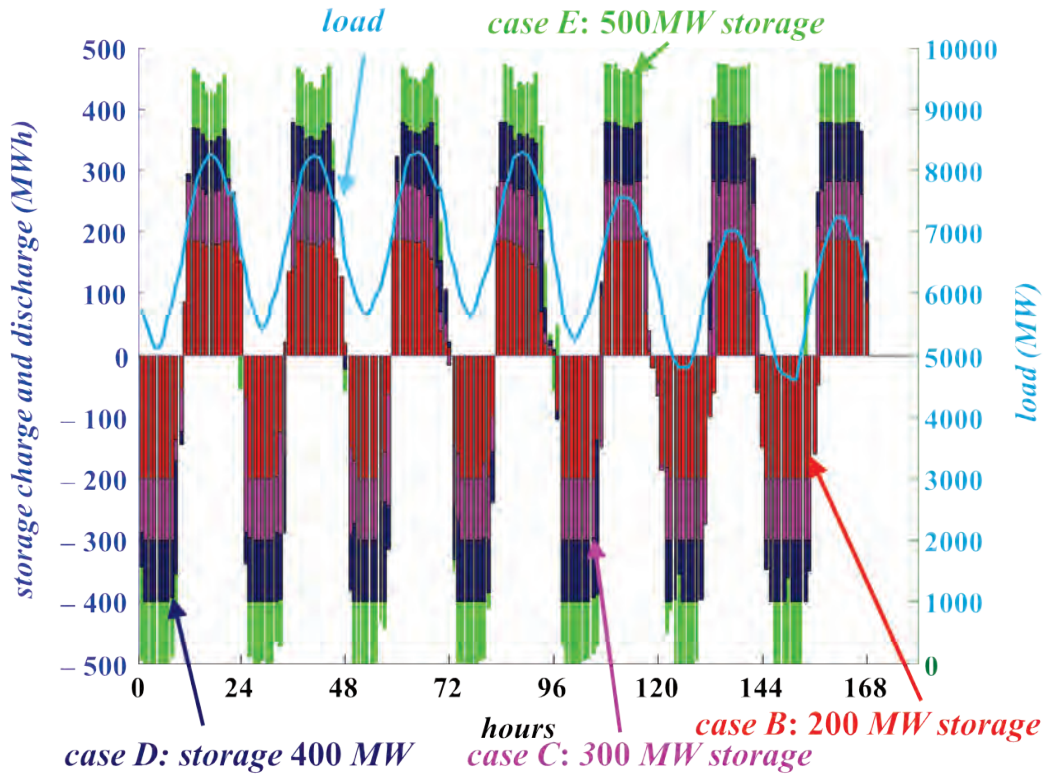 load
case E: 500MW storage
500
400
300
200
100
0
– 100
– 200
– 300
– 400
– 500
storage charge and discharge (MWh)
10000
9000
8000
7000
6000
5000
4000
3000
2000
1000
0
load (MW)
0 24 48 72 96 120 144 168
hours
case B: 200 MW storage
case D: storage 400 MW
case C: 300 MW storage